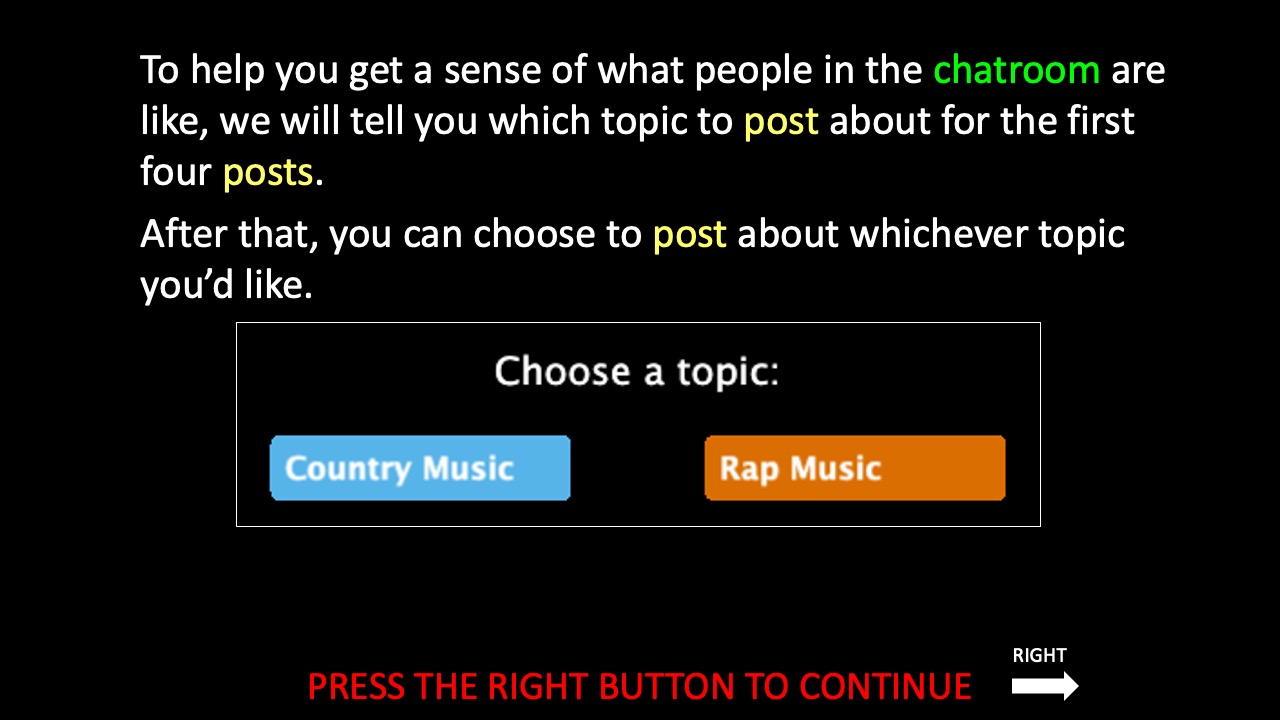 To help you get a sense of what people in the chatroom are
like, we will tell you which topic to post about for the first
four posts.
After that, you can choose to post about whichever topic
you’d like.
Choose a topic:
Country Music
Rap Music
RIGHT
PRESS THE RIGHT BUTTON TO CONTINUE